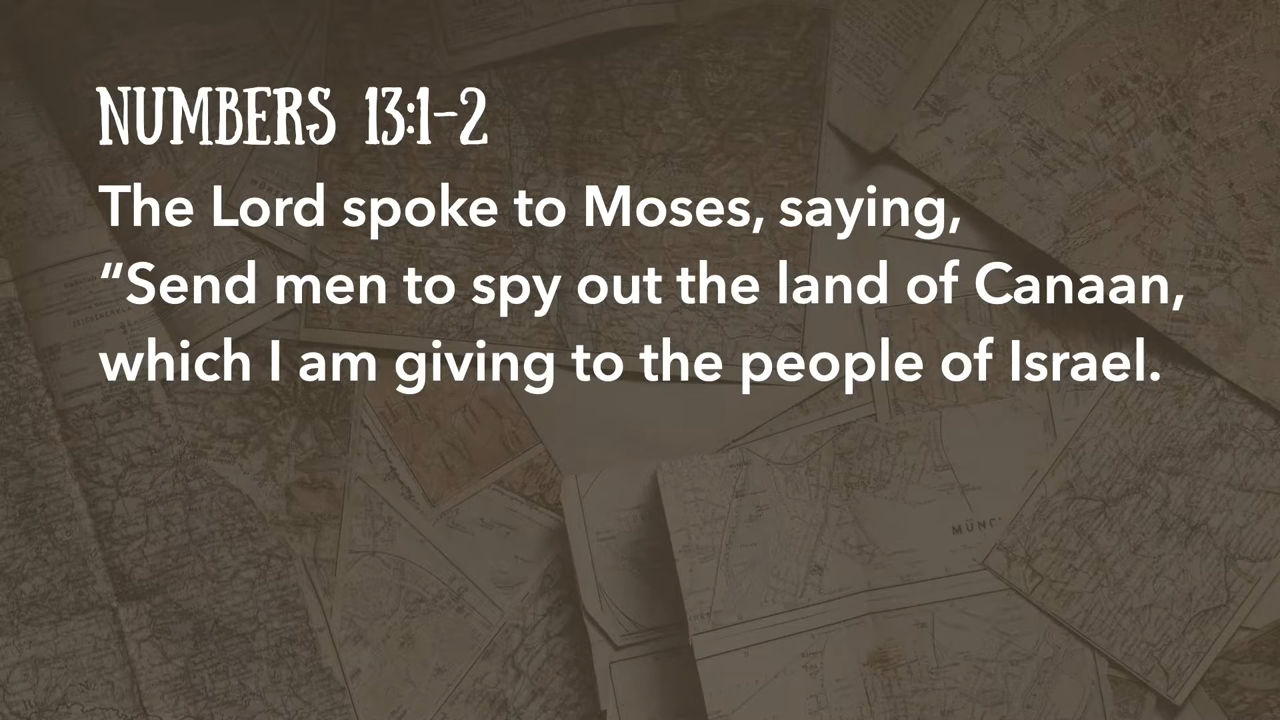 NUMBERS 13:1-2
The Lord spoke to Moses, saying,
“Send men to spy out the land of Canaan,
which I am giving to the people of Israel.